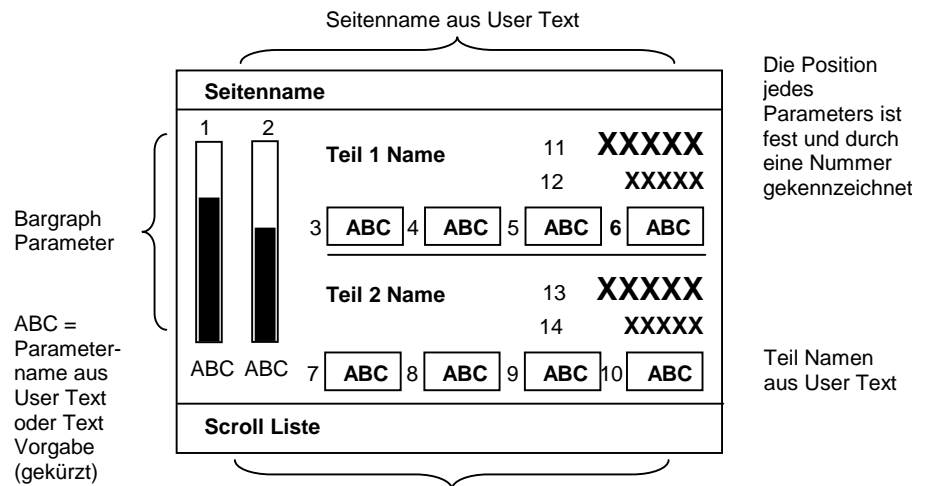 Seitenname aus User Text
Seitenname
1 2
Teil 1 Name 11 XXXXX
12 XXXXX
3 ABC 4 ABC 5 ABC 6 ABC
Teil 2 Name 13 XXXXX
14 XXXXX
ABC ABC 7 ABC 8 ABC 9 ABC 10 ABC
Scroll Liste
Bargraph
Parameter
ABC =
Parameter-
name aus
User Text
oder Text
Vorgabe
(gekürzt)
Die Position
jedes
Parameters ist
fest und durch
eine Nummer
gekennzeichnet
Teil Namen
aus User Text